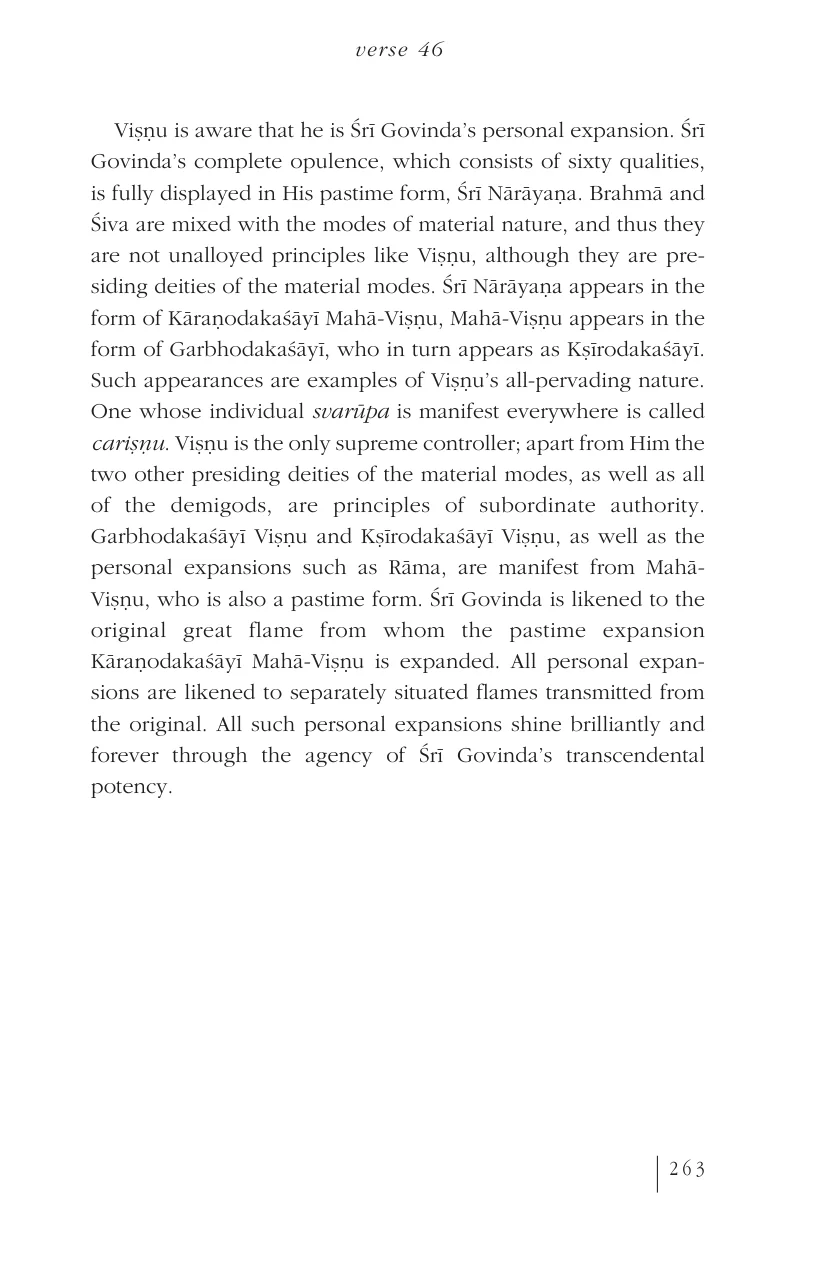 verse 46
Viṣṇu is aware that he is Śrī Govinda’s personal expansion. Śrī
Govinda’s complete opulence, which consists of sixty qualities,
is fully displayed in His pastime form, Śrī Nārāyaṇa. Brahmā and
Śiva are mixed with the modes of material nature, and thus they
are not unalloyed principles like Viṣṇu, although they are pre-
siding deities of the material modes. Śrī Nārāyaṇa appears in the
form of Kāraṇodakaśāyī Mahā-Viṣṇu, Mahā-Viṣṇu appears in the
form of Garbhodakaśāyī, who in turn appears as Kṣīrodakaśāyī.
Such appearances are examples of Viṣṇu’s all-pervading nature.
One whose individual svarūpa is manifest everywhere is called
cariṣṇu. Viṣṇu is the only supreme controller; apart from Him the
two other presiding deities of the material modes, as well as all
of the demigods, are principles of subordinate authority.
Garbhodakaśāyī Viṣṇu and Kṣīrodakaśāyī Viṣṇu, as well as the
personal expansions such as Rāma, are manifest from Mahā-
Viṣṇu, who is also a pastime form. Śrī Govinda is likened to the
original great flame from whom the pastime expansion
Kāraṇodakaśāyī Mahā-Viṣṇu is expanded. All personal expan-
sions are likened to separately situated flames transmitted from
the original. All such personal expansions shine brilliantly and
forever through the agency of Śrī Govinda’s transcendental
potency.
263